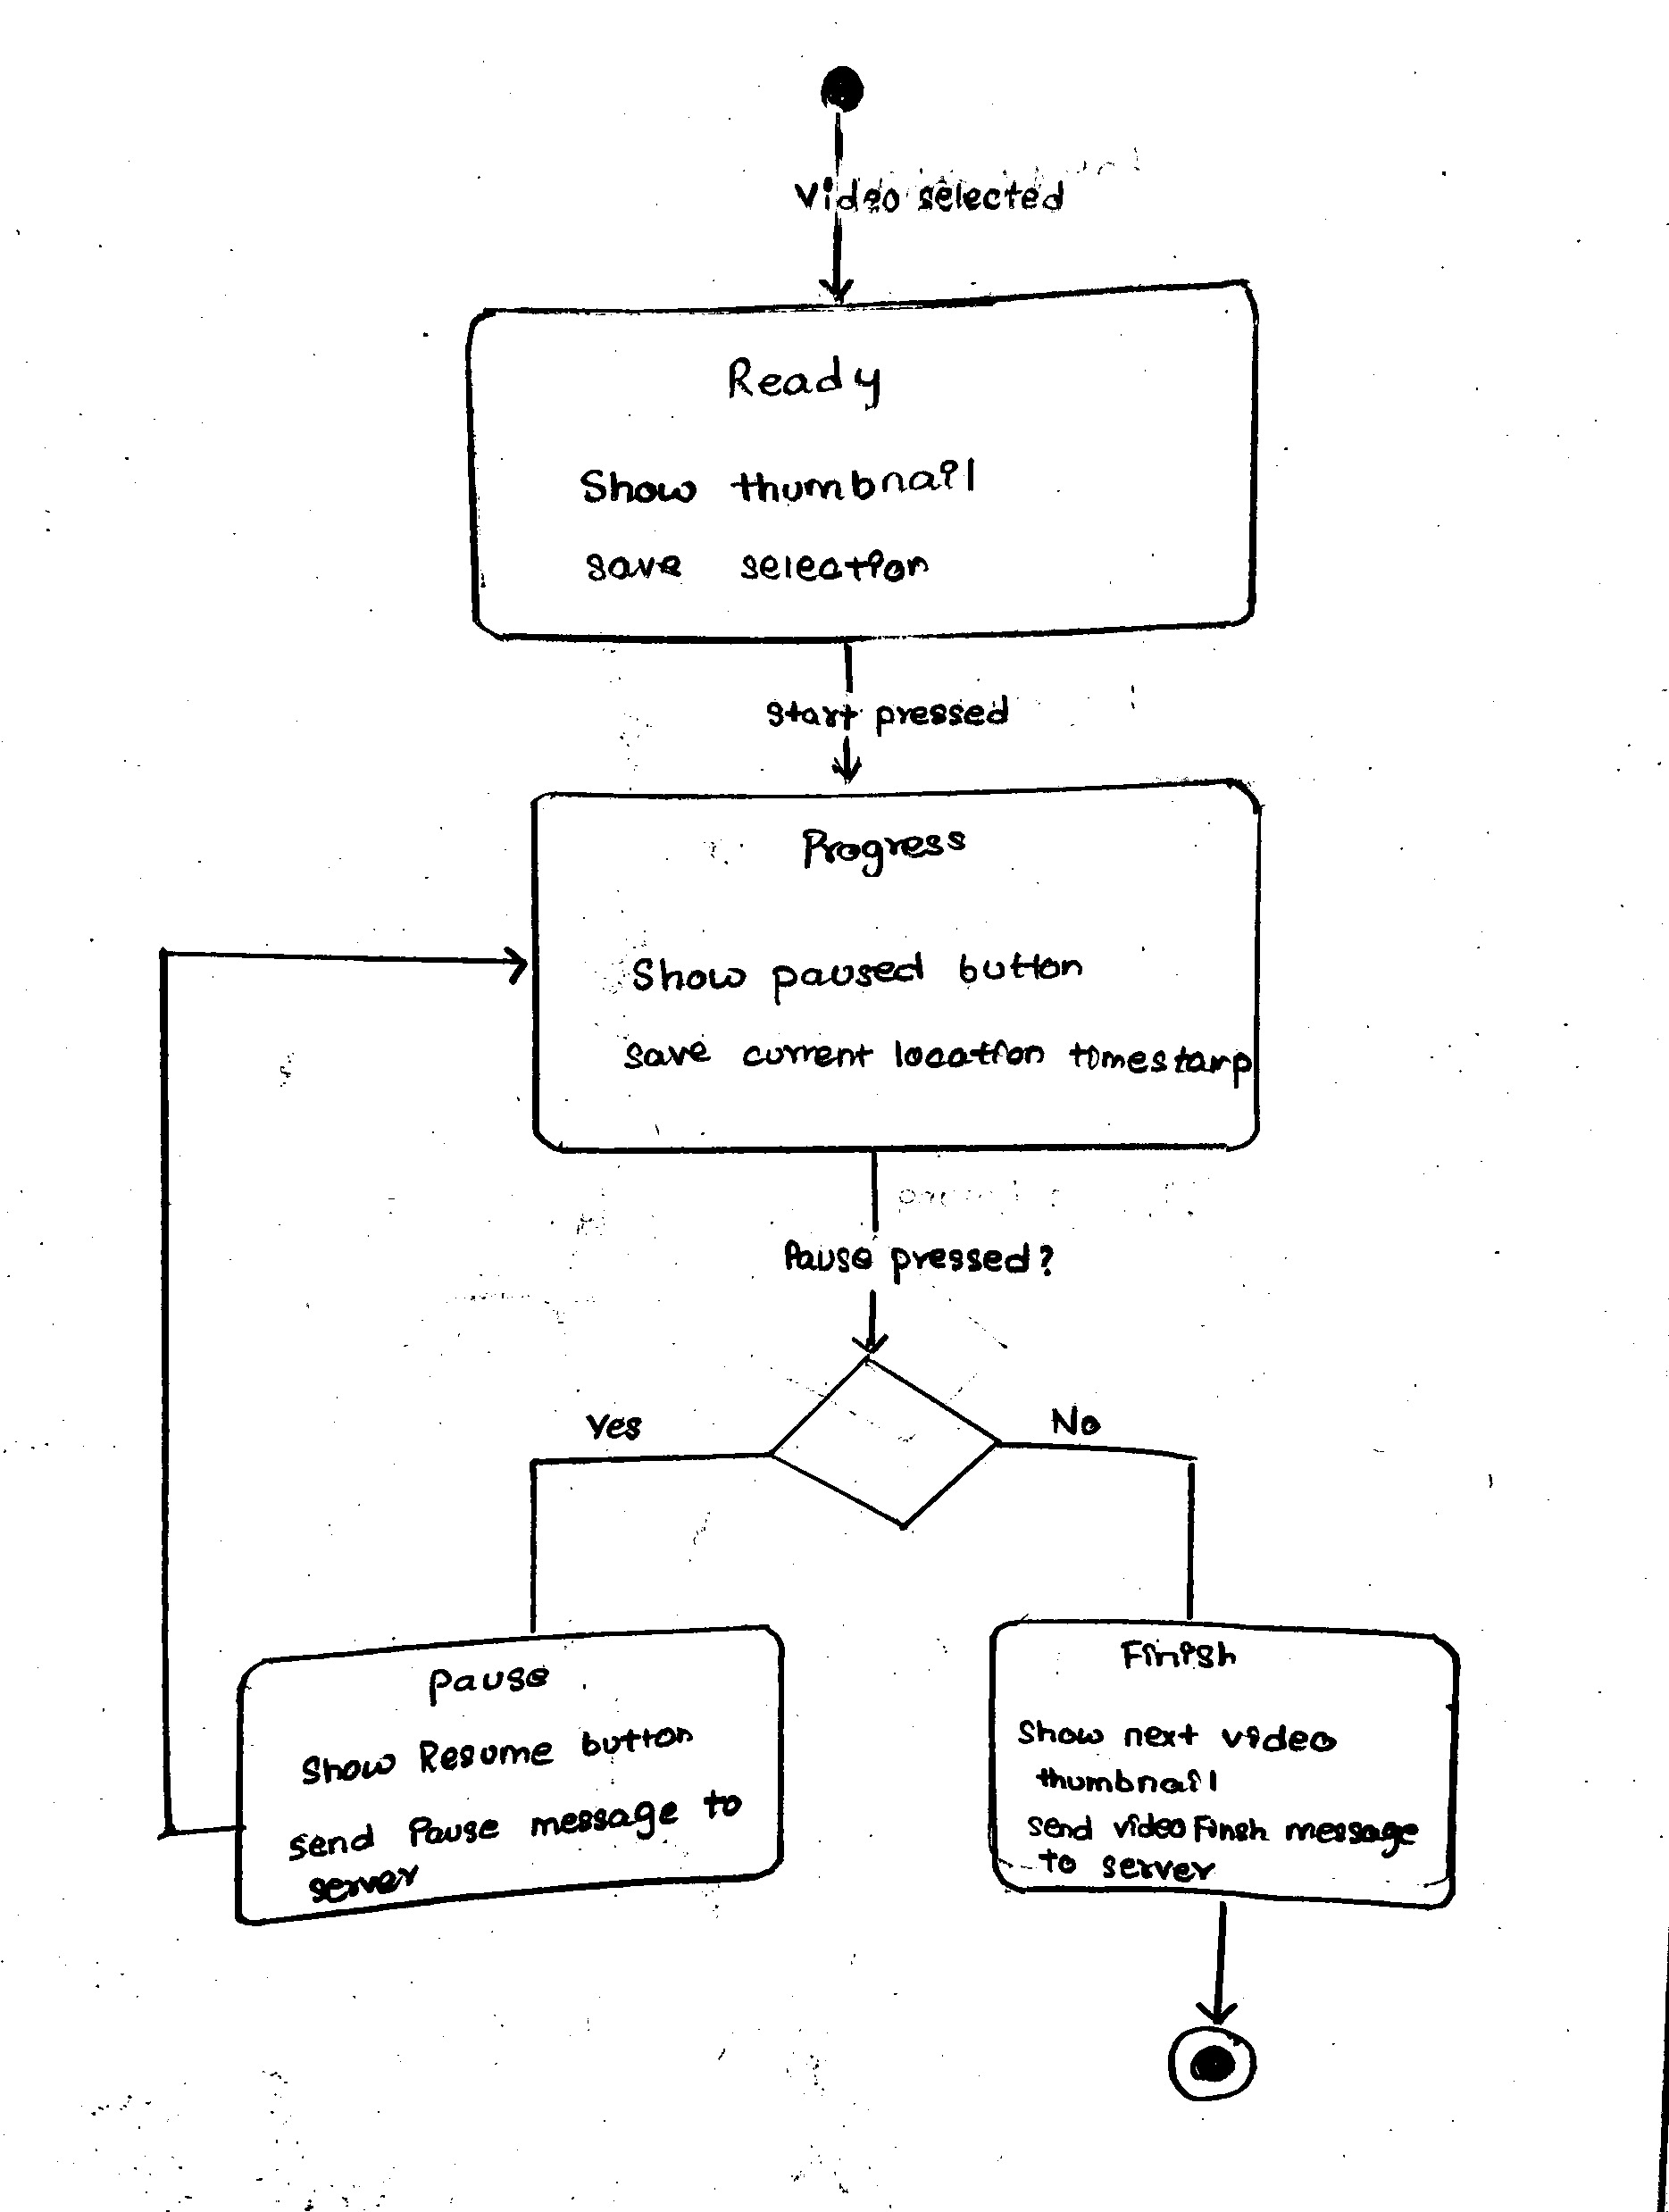 Video selected
Ready
Show thumbnail
save selection
Start pressed
Progress
Show paused button
save current location timestamp
Pause pressed?
Yes
No
Pause
Show Resume button
send Pause message to
server
Finish
Show next video
thumbnail
send video Finsh message
to server